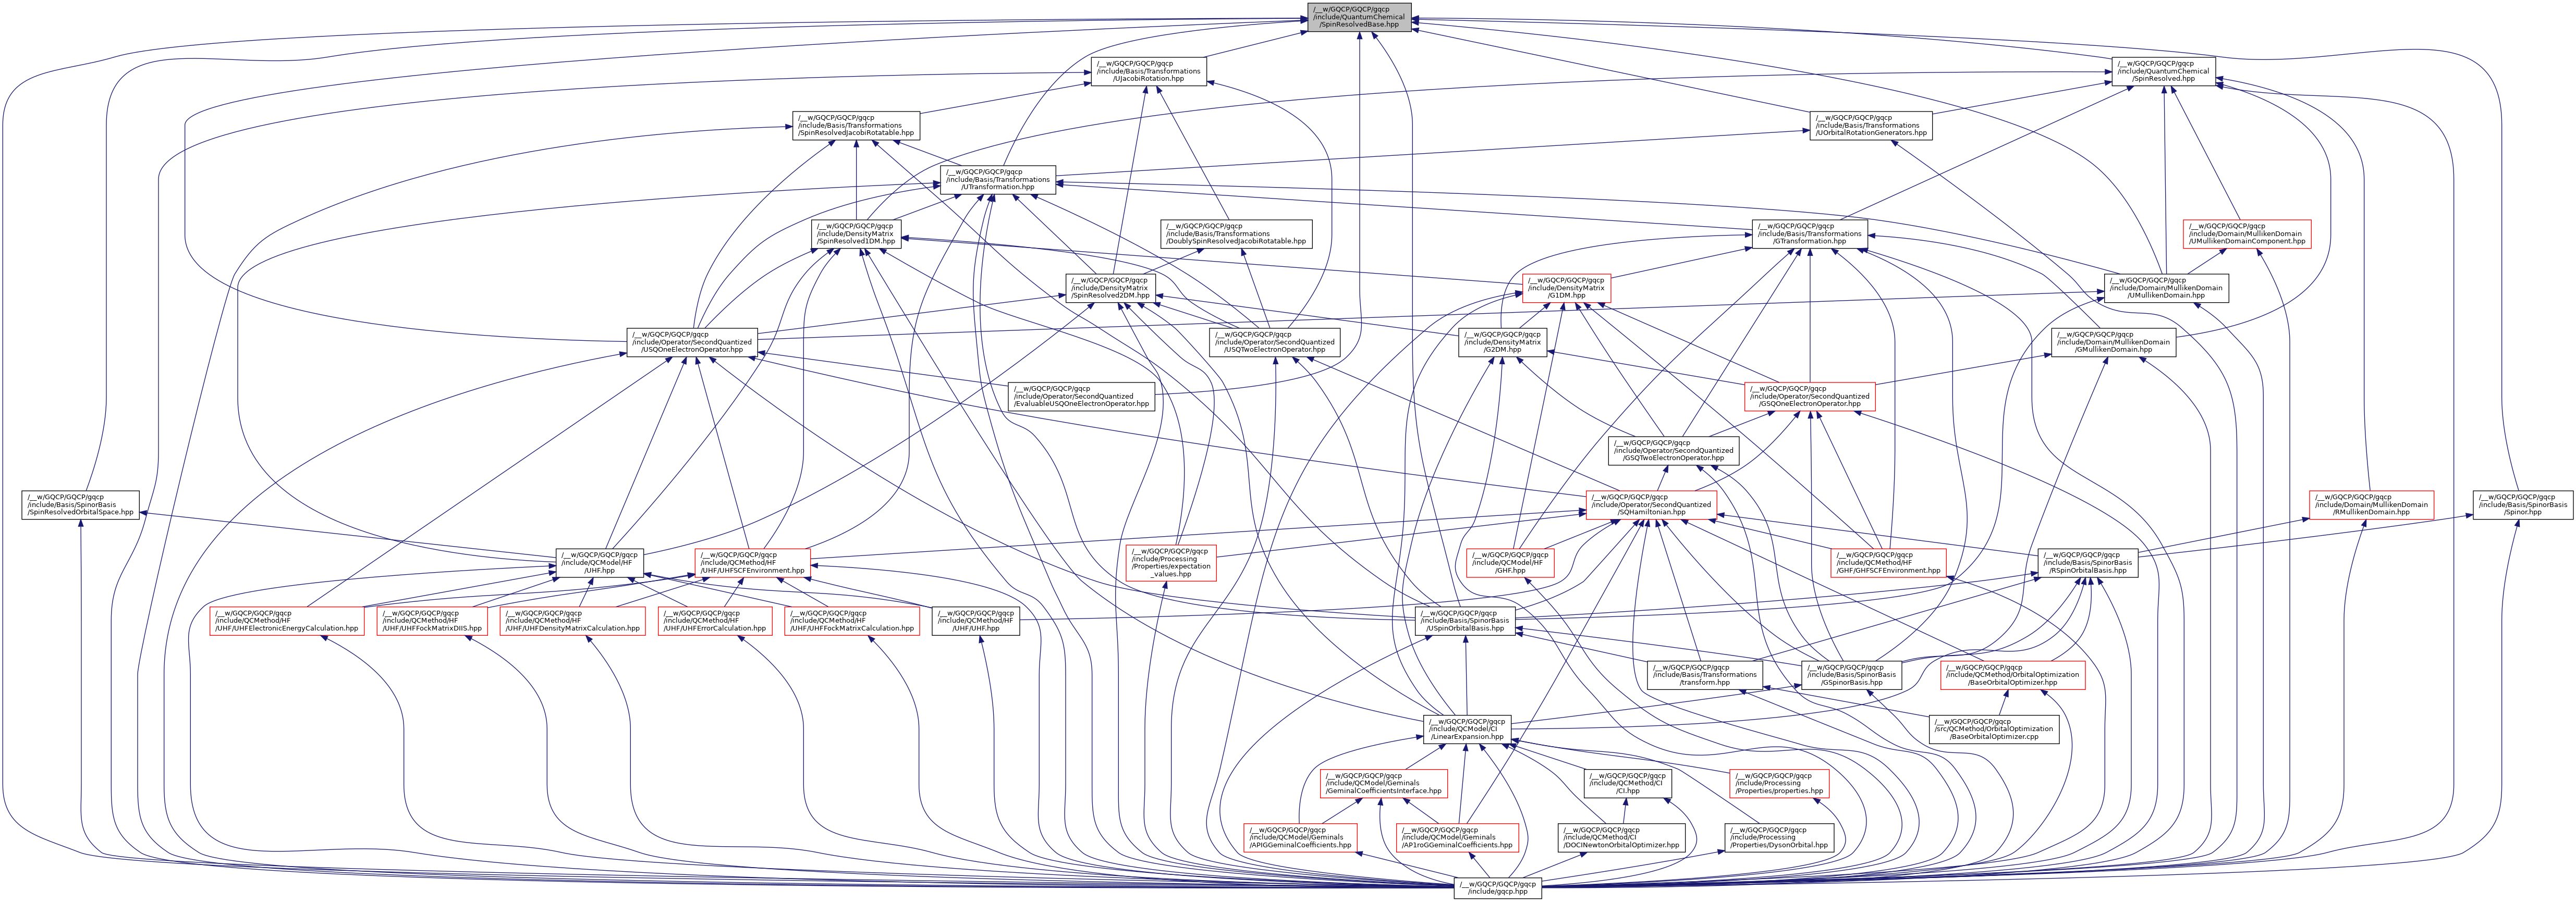 /__w/GQCP/GQCP/gqcp
/include/QuantumChemical
/SpinResolvedBase.hpp
/__w/GQCP/GQCP/gqcp
/include/Basis/Transformations
/UJacobiRotation.hpp
/__w/GQCP/GQCP/gqcp
/include/QuantumChemical
/SpinResolved.hpp
/__w/GQCP/GQCP/gqcp
/include/Basis/Transformations
/SpinResolvedJacobiRotatable.hpp
/__w/GQCP/GQCP/gqcp
/include/Basis/Transformations
/UOrbitalRotationGenerators.hpp
/__w/GQCP/GQCP/gqcp
/include/Basis/Transformations
/UTransformation.hpp
/__w/GQCP/GQCP/gqcp
/include/DensityMatrix
/SpinResolved1DM.hpp
/__w/GQCP/GQCP/gqcp
/include/Basis/Transformations
/DoublySpinResolvedJacobiRotatable.hpp
/__w/GQCP/GQCP/gqcp
/include/Basis/Transformations
/GTransformation.hpp
/__w/GQCP/GQCP/gqcp
/include/Domain/MullikenDomain
/UMullikenDomainComponent.hpp
/__w/GQCP/GQCP/gqcp
/include/DensityMatrix
/SpinResolved2DM.hpp
/__w/GQCP/GQCP/gqcp
/include/DensityMatrix
/G1DM.hpp
/__w/GQCP/GQCP/gqcp
/include/Domain/MullikenDomain
/UMullikenDomain.hpp
/__w/GQCP/GQCP/gqcp
/include/Operator/SecondQuantized
/USQOneElectronOperator.hpp
/__w/GQCP/GQCP/gqcp
/include/Operator/SecondQuantized
/USQTwoElectronOperator.hpp
/__w/GQCP/GQCP/gqcp
/include/DensityMatrix
/G2DM.hpp
/__w/GQCP/GQCP/gqcp
/include/Domain/MullikenDomain
/GMullikenDomain.hpp
/__w/GQCP/GQCP/gqcp
/include/Operator/SecondQuantized
/EvaluableUSQOneElectronOperator.hpp
/__w/GQCP/GQCP/gqcp
/include/Operator/SecondQuantized
/GSQOneElectronOperator.hpp
/__w/GQCP/GQCP/gqcp
/include/Operator/SecondQuantized
/GSQTwoElectronOperator.hpp
/__w/GQCP/GQCP/gqcp
/include/Basis/SpinorBasis
/SpinResolvedOrbitalSpace.hpp
/__w/GQCP/GQCP/gqcp
/include/Operator/SecondQuantized
/SQHamiltonian.hpp
/__w/GQCP/GQCP/gqcp
/include/Domain/MullikenDomain
/RMullikenDomain.hpp
/__w/GQCP/GQCP/gqcp
/include/Basis/SpinorBasis
/Spinor.hpp
/__w/GQCP/GQCP/gqcp
/include/QCModel/HF
/UHF.hpp
/__w/GQCP/GQCP/gqcp
/include/QCMethod/HF
/UHF/UHFSCFEnvironment.hpp
/__w/GQCP/GQCP/gqcp
/include/Processing
/Properties/expectation
_values.hpp
/__w/GQCP/GQCP/gqcp
/include/QCModel/HF
/GHF.hpp
/__w/GQCP/GQCP/gqcp
/include/QCMethod/HF
/GHF/GHFSCFEnvironment.hpp
/__w/GQCP/GQCP/gqcp
/include/Basis/SpinorBasis
/RSpinOrbitalBasis.hpp
/__w/GQCP/GQCP/gqcp
/include/QCMethod/HF
/UHF/UHFElectronicEnergyCalculation.hpp
/__w/GQCP/GQCP/gqcp
/include/QCMethod/HF
/UHF/UHFFockMatrixDIIS.hpp
/__w/GQCP/GQCP/gqcp
/include/QCMethod/HF
/UHF/UHFDensityMatrixCalculation.hpp
/__w/GQCP/GQCP/gqcp
/include/QCMethod/HF
/UHF/UHFErrorCalculation.hpp
/__w/GQCP/GQCP/gqcp
/include/QCMethod/HF
/UHF/UHFFockMatrixCalculation.hpp
/__w/GQCP/GQCP/gqcp
/include/QCMethod/HF
/UHF/UHF.hpp
/__w/GQCP/GQCP/gqcp
/include/Basis/SpinorBasis
/USpinOrbitalBasis.hpp
/__w/GQCP/GQCP/gqcp
/include/Basis/Transformations
/transform.hpp
/__w/GQCP/GQCP/gqcp
/include/Basis/SpinorBasis
/GSpinorBasis.hpp
/__w/GQCP/GQCP/gqcp
/include/QCMethod/OrbitalOptimization
/BaseOrbitalOptimizer.hpp
/__w/GQCP/GQCP/gqcp
/include/QCModel/CI
/LinearExpansion.hpp
/__w/GQCP/GQCP/gqcp
/src/QCMethod/OrbitalOptimization
/BaseOrbitalOptimizer.cpp
/__w/GQCP/GQCP/gqcp
/include/QCModel/Geminals
/GeminalCoefficientsInterface.hpp
/__w/GQCP/GQCP/gqcp
/include/QCMethod/CI
/CI.hpp
/__w/GQCP/GQCP/gqcp
/include/Processing
/Properties/properties.hpp
/__w/GQCP/GQCP/gqcp
/include/QCModel/Geminals
/APIGGeminalCoefficients.hpp
/__w/GQCP/GQCP/gqcp
/include/QCModel/Geminals
/AP1roGGeminalCoefficients.hpp
/__w/GQCP/GQCP/gqcp
/include/QCMethod/CI
/DOCINewtonOrbitalOptimizer.hpp
/__w/GQCP/GQCP/gqcp
/include/Processing
/Properties/DysonOrbital.hpp
/__w/GQCP/GQCP/gqcp
/include/gqcp.hpp